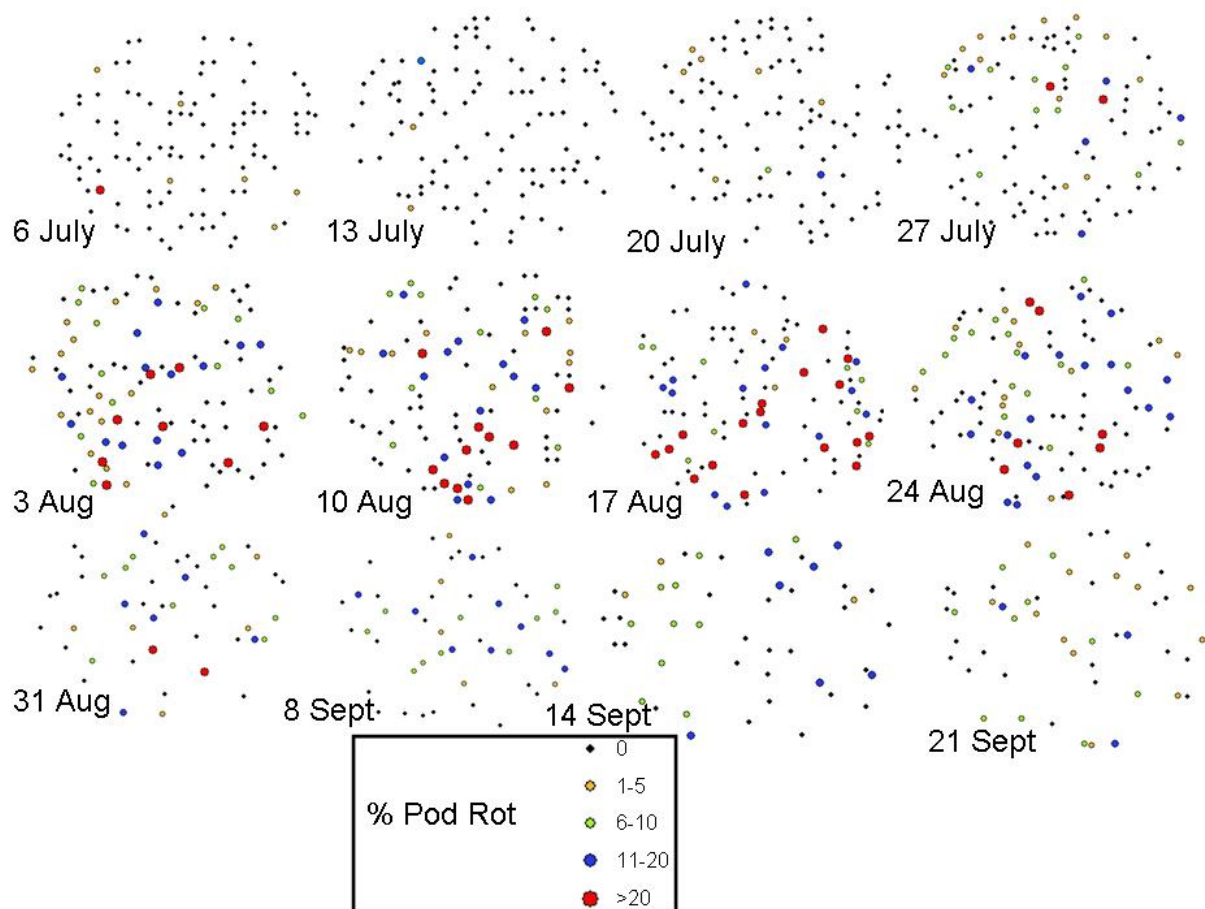 6 July
13 July
20 July
27 July
3 Aug
10 Aug
17 Aug
24 Aug
31 Aug
8 Sept
14 Sept
21 Sept
% Pod Rot
0
1-5
6-10
11-20
>20